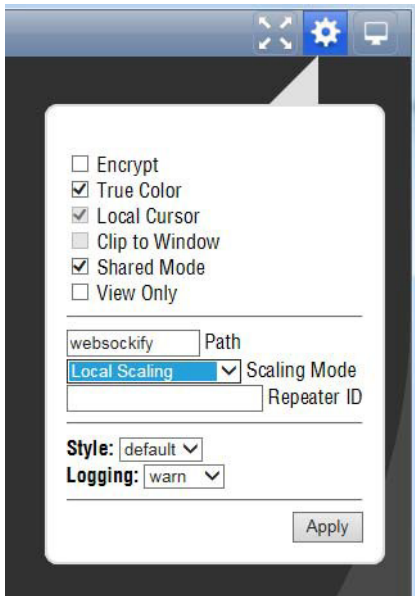 Encrypt
True Color
Local Cursor
Clip to Window
Shared Mode
View Only
websockify Path
Local Scaling Scaling Mode
Repeater ID
Style: default
Logging: warn
Apply